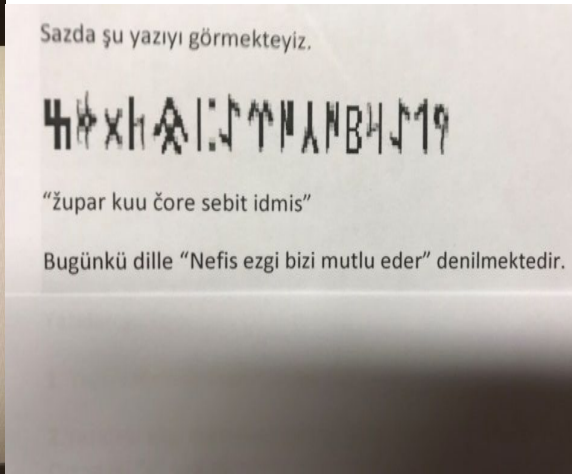 Sazda şu yazıyı görmekteyiz.
“župar kuu čore sebit idmis”
Bugünkü dille “Nefis ezgi bizi mutlu eder” denilmektedir.